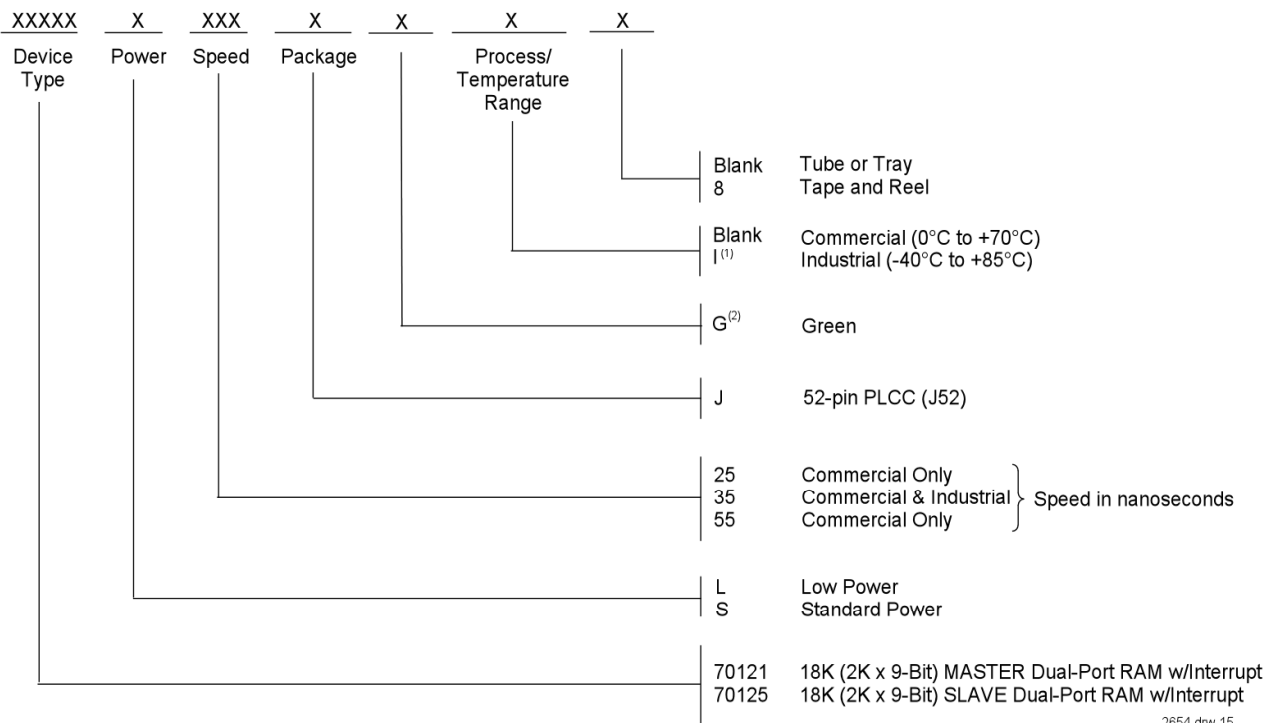 XXXXX X XXX X X X X
Device Type Power Speed Package Process/ Temperature Range
Blank Tube or Tray
8 Tape and Reel
Blank Commercial (0°C to +70°C)
I(1) Industrial (-40°C to +85°C)
G(2) Green
J 52-pin PLCC (J52)
25 Commercial Only
35 Commercial & Industrial Speed in nanoseconds
55 Commercial Only
L Low Power
S Standard Power
70121 18K (2K x 9-Bit) MASTER Dual-Port RAM w/Interrupt
70125 18K (2K x 9-Bit) SLAVE Dual-Port RAM w/Interrupt
2654 drw 15